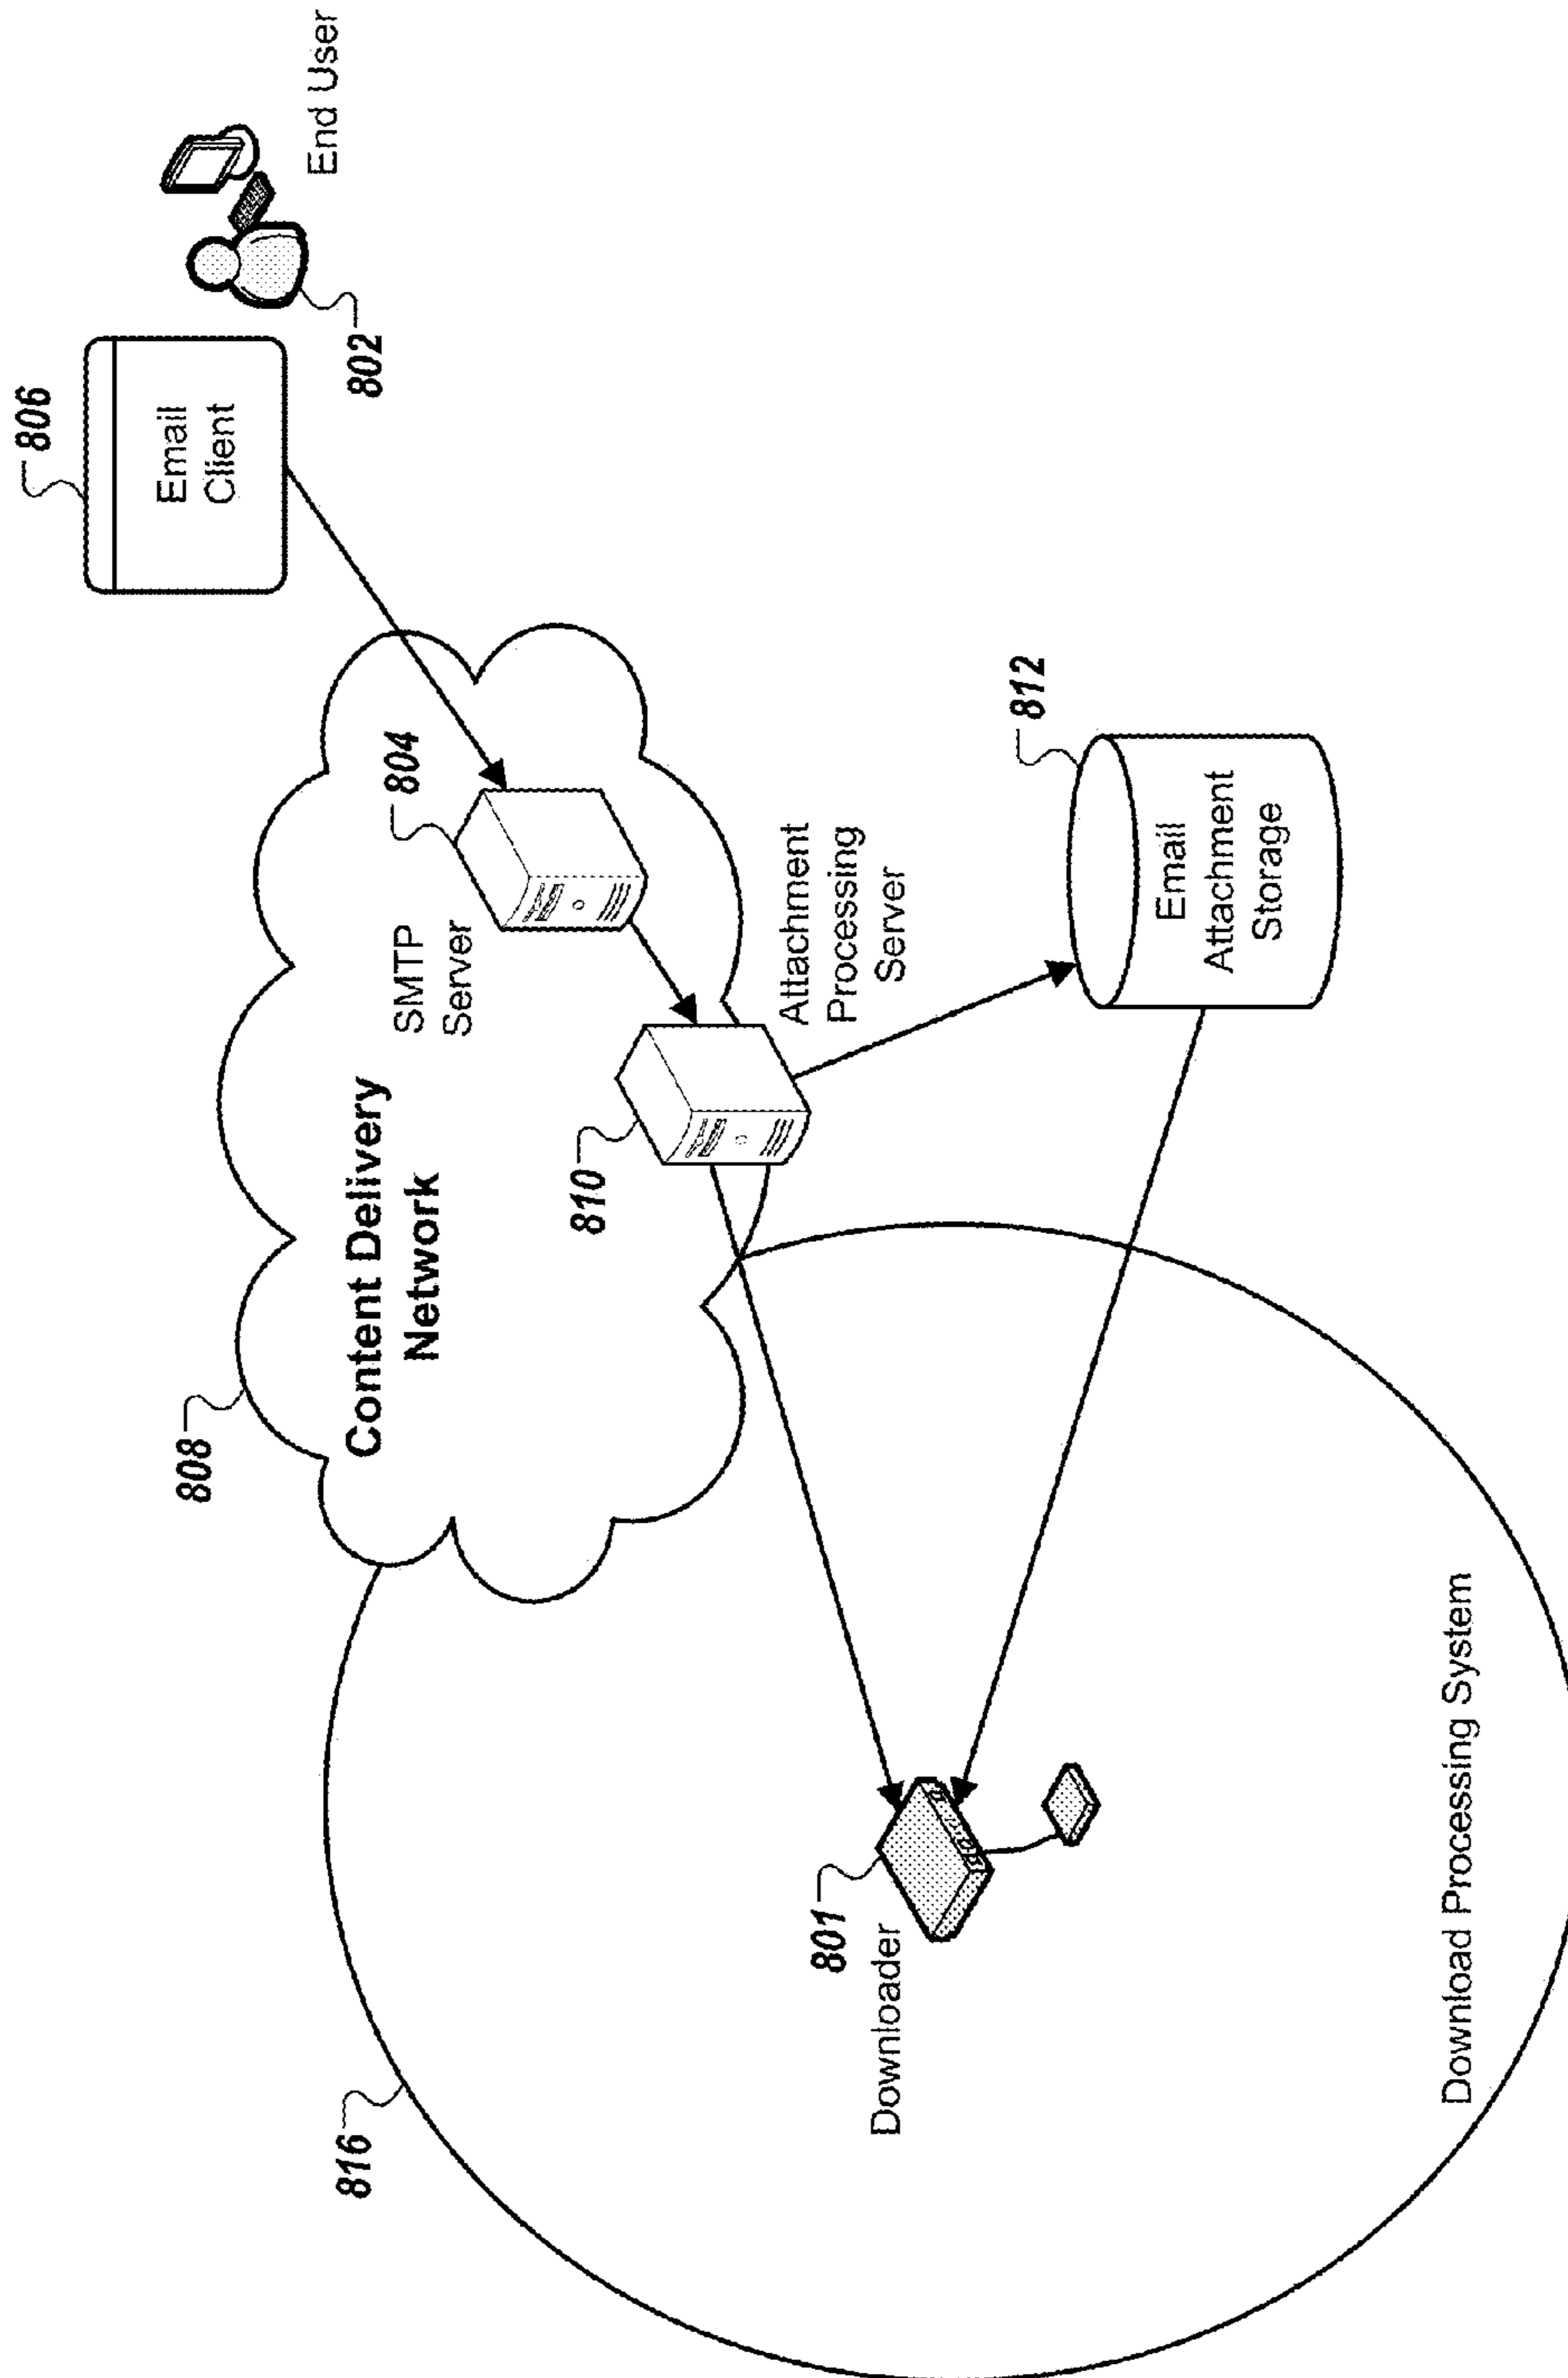 816
808
Content Delivery
Network
806
Email
Client
End User
802
804
SMTP
Server
810
Attachment
Processing
Server
812
Email
Attachment
Storage
801
Downloader
Download Processing System